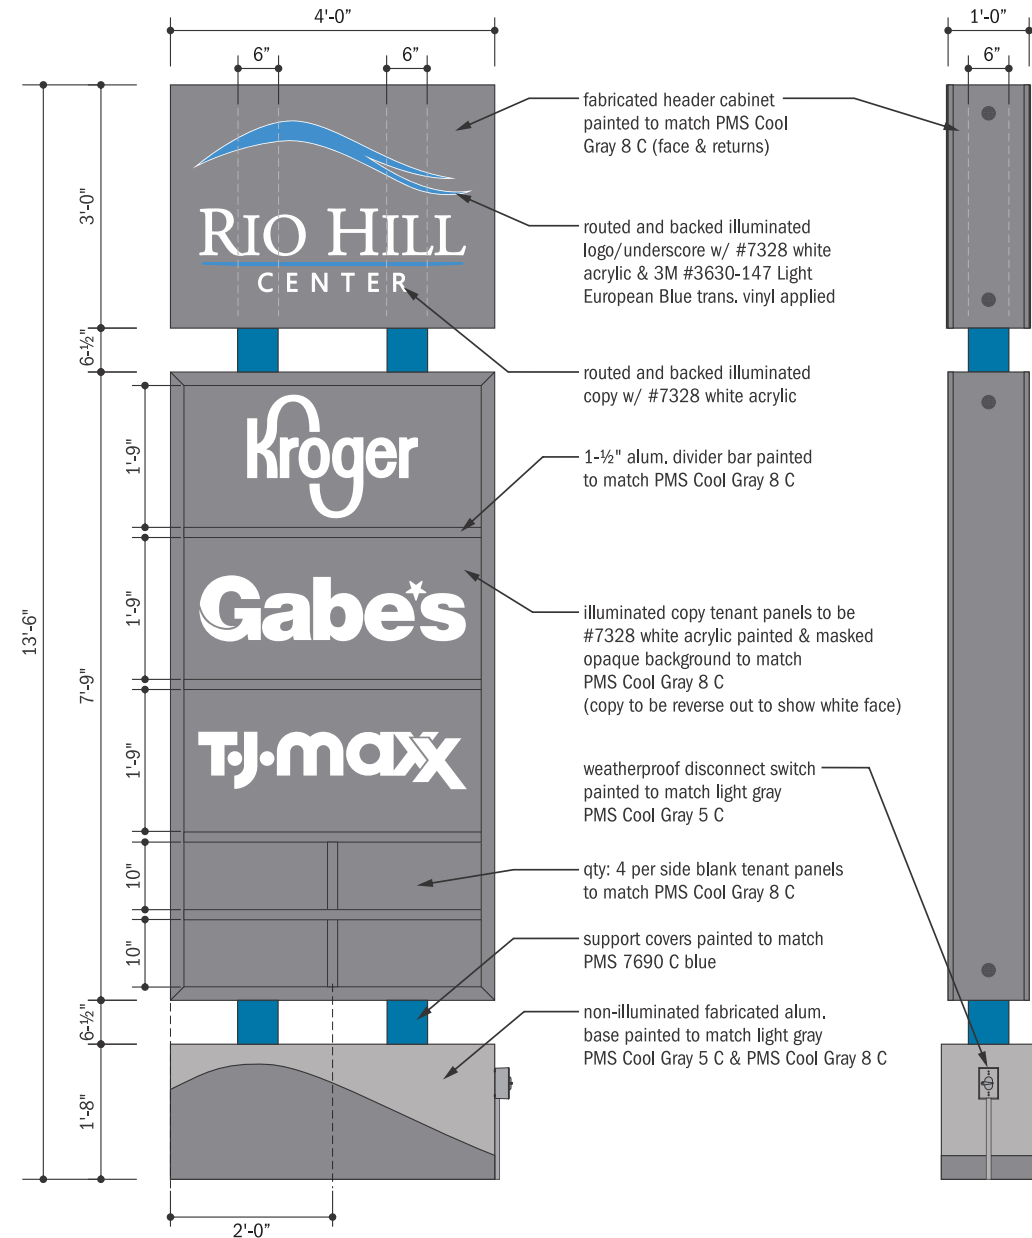 4'-0"
1'-0"
6"
6"
6"
3'-0"
6-½"
13'-6"
7'-9"
1'-9"
1'-9"
1'-9"
10"
10"
6-½"
1'-8"
2'-0"
RIO HILL
CENTER
Kroger
Gabe's
T·J·maxx
fabricated header cabinet
painted to match PMS Cool
Gray 8 C (face & returns)
routed and backed illuminated
logo/underscore w/ #7328 white
acrylic & 3M #3630-147 Light
European Blue trans. vinyl applied
routed and backed illuminated
copy w/ #7328 white acrylic
1-½" alum. divider bar painted
to match PMS Cool Gray 8 C
illuminated copy tenant panels to be
#7328 white acrylic painted & masked
opaque background to match
PMS Cool Gray 8 C
(copy to be reverse out to show white face)
weatherproof disconnect switch
painted to match light gray
PMS Cool Gray 5 C
qty: 4 per side blank tenant panels
to match PMS Cool Gray 8 C
support covers painted to match
PMS 7690 C blue
non-illuminated fabricated alum.
base painted to match light gray
PMS Cool Gray 5 C & PMS Cool Gray 8 C